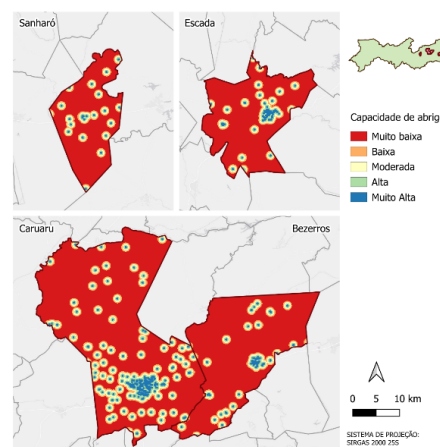 Sanharó
Escada
Capacidade de abrig
Muito baixa
Baixa
Moderada
Alta
Muito Alta
Caruaru
Bezerros
0 5 10 km
SISTEMA DE PROJEÇÃO:
SIRGAS 2000 25S